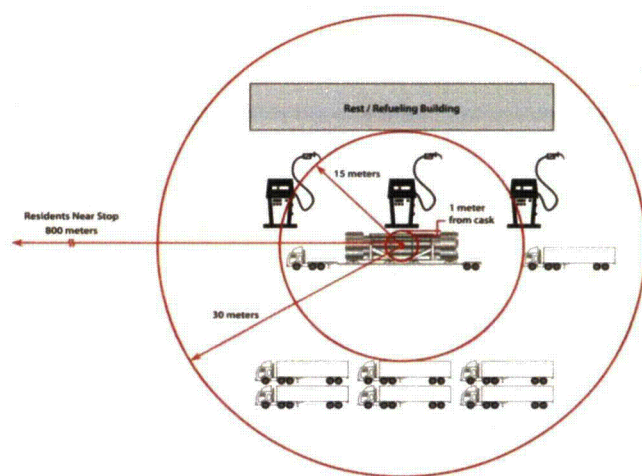 Rest / Refueling Building
15 meters
1 meter
from cask
Residents Near Stop
800 meters
30 meters